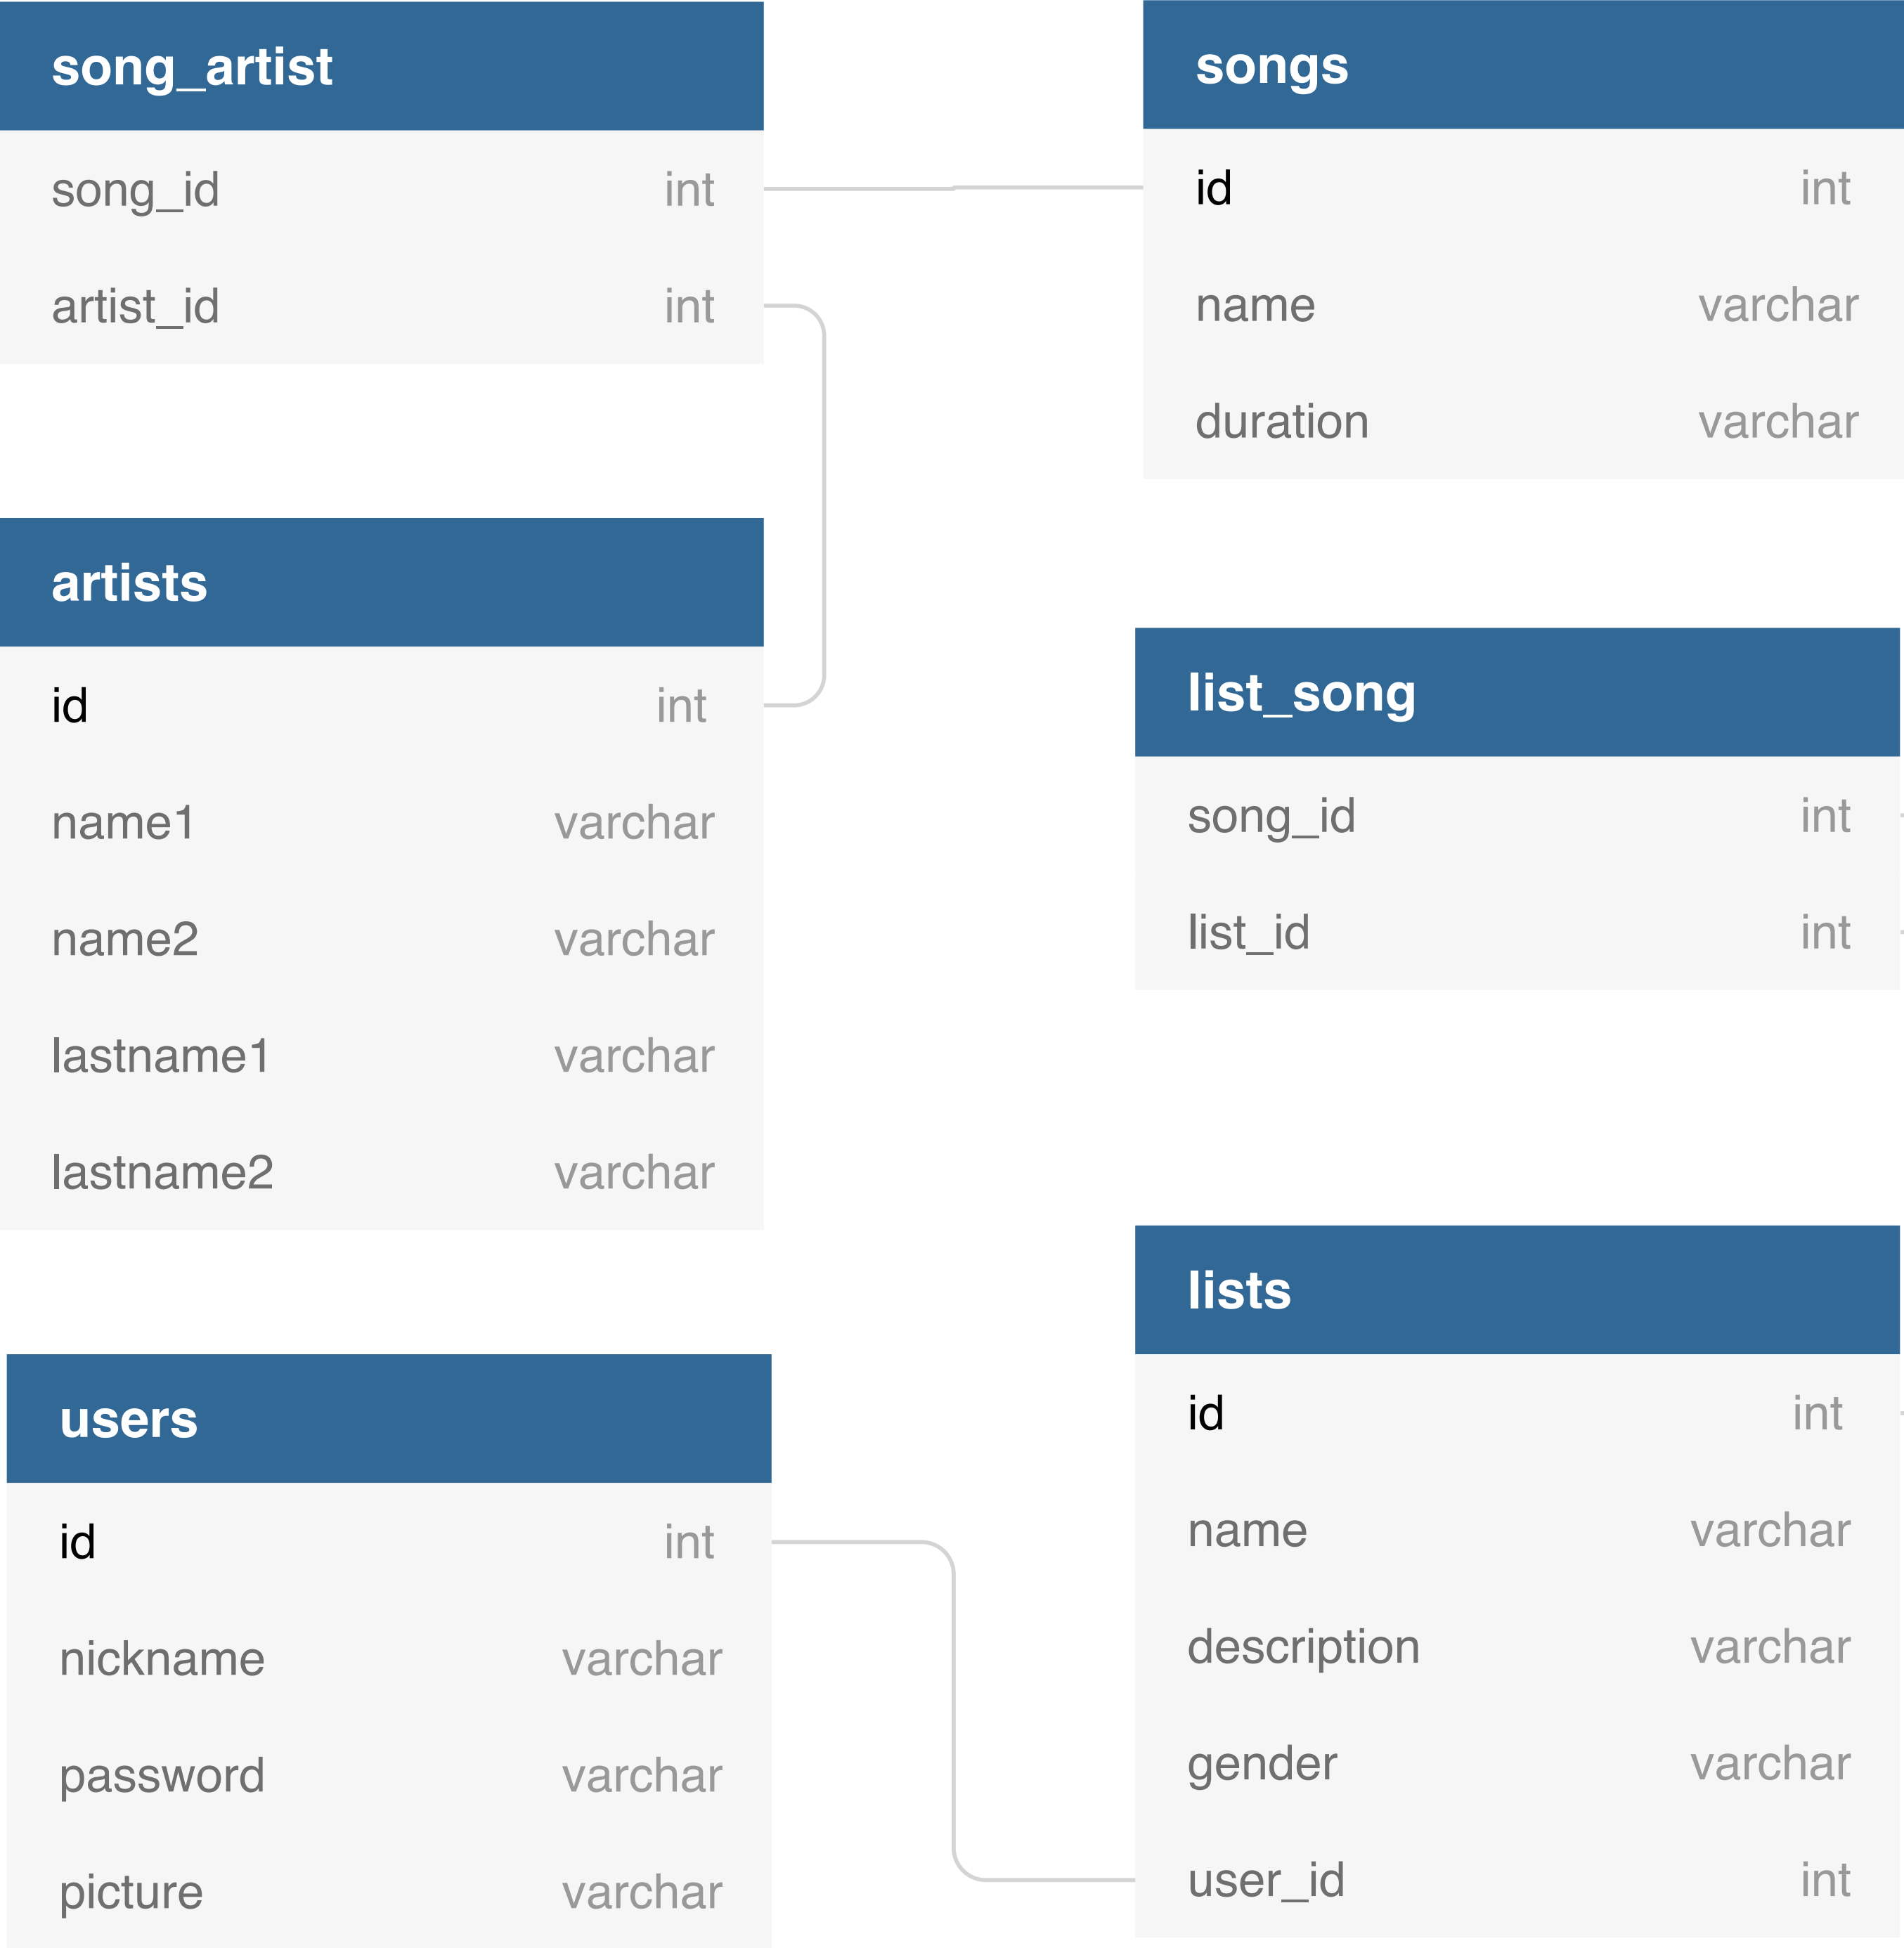 song_artist
song_id int
artist_id int
songs
id int
name varchar
duration varchar
artists
id int
name1 varchar
name2 varchar
lastname1 varchar
lastname2 varchar
list_song
song_id int
list_id int
users
id int
nickname varchar
password varchar
picture varchar
lists
id int
name varchar
description varchar
gender varchar
user_id int